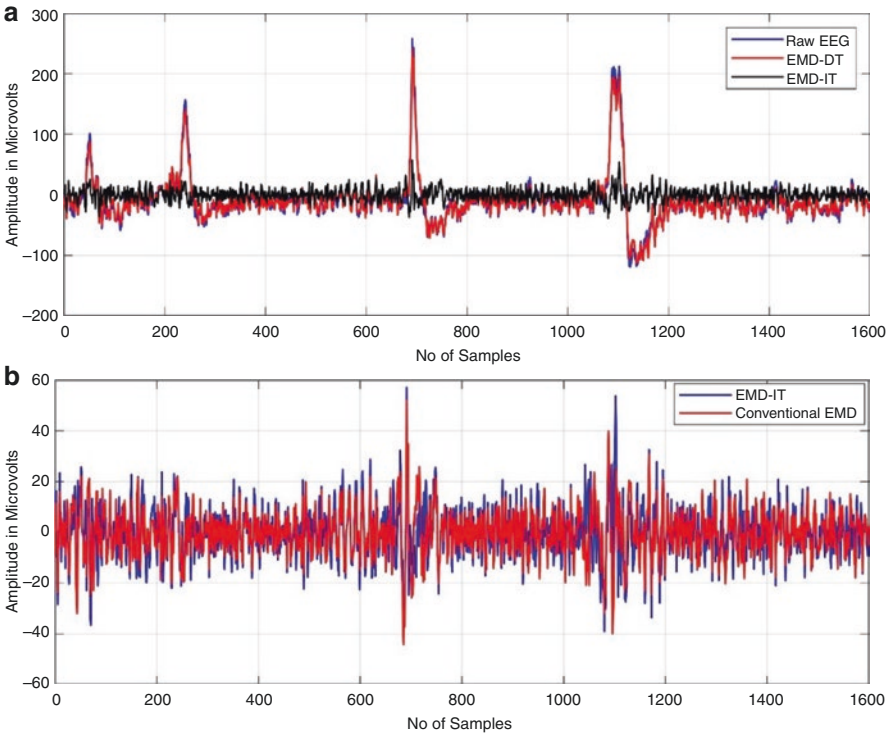 a
300
200
100
0
–100
–200
Amplitude in Microvolts
Raw EEG
EMD-DT
EMD-IT
0 200 400 600 800 1000 1200 1400 1600
No of Samples
b
60
40
20
0
–20
–40
–60
Amplitude in Microvolts
EMD-IT
Conventional EMD
0 200 400 600 800 1000 1200 1400 1600
No of Samples